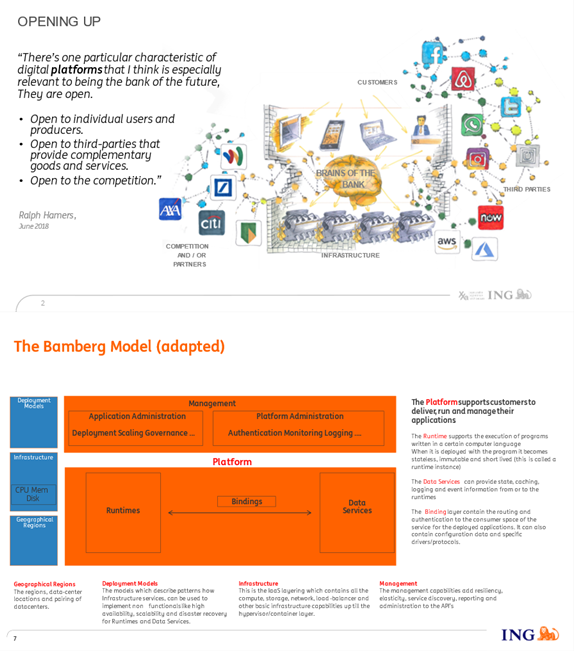 OPENING UP
“There’s one particular characteristic of
digital platforms that I think is especially
relevant to being the bank of the future,
They are open.
• Open to individual users and
producers.
• Open to third-parties that
provide complementary
goods and services.
• Open to the competition.”
Ralph Hamers,
June 2018
CUSTOMERS
BRAINS OF THE
BANK
THIRD PARTIES
AXA
citi
now
aws
COMPETITION
AND / OR
PARTNERS
INFRASTRUCTURE
2
ING
The Bamberg Model (adapted)
Deployment
Models
Infrastructure
CPU Mem
Disk
Geographical
Regions
Management
Application Administration
Deployment Scaling Governance ...
Platform Administration
Authentication Monitoring Logging ....
Platform
Runtimes
Bindings
Data
Services
The Platform supports customers to
deliver, run and manage their
applications
The Runtime supports the execution of programs
written in a certain computer language
When it is deployed with the program it becomes
stateless, immutable and short lived (this is called a
runtime instance)
The Data Services can provide state, caching,
logging and event information from or to the
runtimes
The Binding layer contain the routing and
authentication to the consumer space of the
service for the deployed applications. It can also
contain configuration data and specific
drivers/protocols.
Geographical Regions
The regions, data-center
locations and pairing of
datacenters.
Deployment Models
The models which describe patterns how
Infrastructure services, can be used to
implement non functionals like high
availability, scalability and disaster recovery
for Runtimes and Data Services.
Infrastructure
This is the IaaS layering which contains all the
compute, storage, network, load-balancer and
other basic infrastructure capabilities up till the
hypervisor/container layer.
Management
The management capabilities add resiliency,
elasticity, service discovery, reporting and
administration to the API's
7
ING